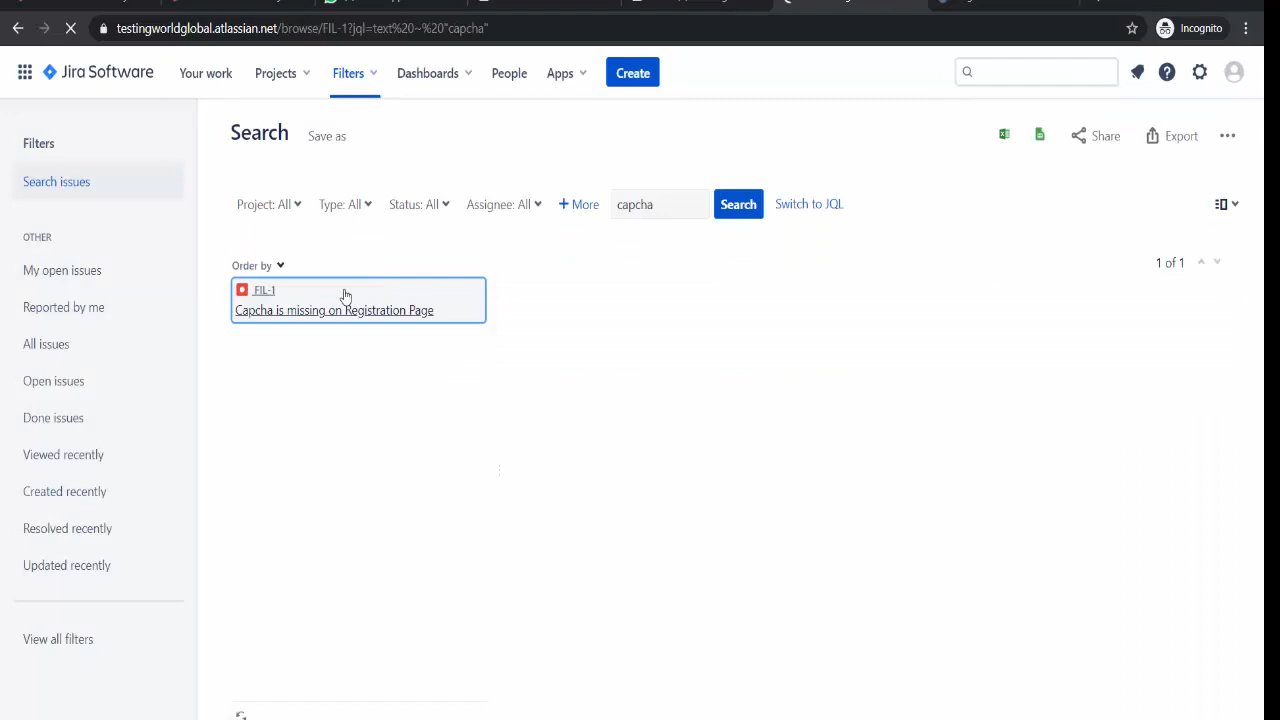 testingworldglobal.atlassian.net/browse/FIL-1?jql=text%20~%20"capcha"
Incognito
Jira Software
Your work
Projects
Filters
Dashboards
People
Apps
Create
Filters
Search issues
OTHER
My open issues
Reported by me
All issues
Open issues
Done issues
Viewed recently
Created recently
Resolved recently
Updated recently
View all filters
Search
Save as
Share
Export
Project: All
Type: All
Status: All
Assignee: All
+ More
capcha
Search
Switch to JQL
Order by
1 of 1
FIL-1
Capcha is missing on Registration Page